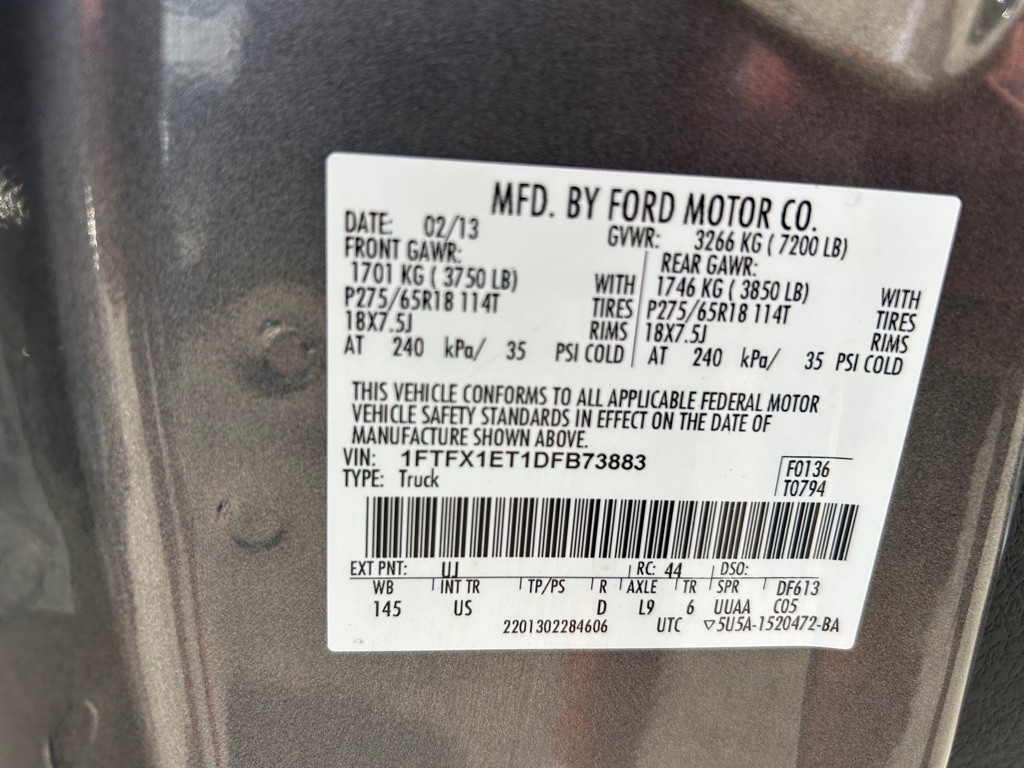 MFD. BY FORD MOTOR CO.
DATE: 02/13 GVWR: 3266 KG ( 7200 LB)
FRONT GAWR: REAR GAWR:
1701 KG ( 3750 LB) WITH 1746 KG ( 3850 LB) WITH
P275/65R18 114T TIRES P275/65R18 114T TIRES
18X7.5J RIMS 18X7.5J RIMS
AT 240 kPa/ 35 PSI COLD AT 240 kPa/ 35 PSI COLD
THIS VEHICLE CONFORMS TO ALL APPLICABLE FEDERAL MOTOR
VEHICLE SAFETY STANDARDS IN EFFECT ON THE DATE OF
MANUFACTURE SHOWN ABOVE.
VIN: 1FTFX1ET1DFB73883 F0136
TYPE: Truck T0794
EXT PNT: UJ RC: 44 DSO:
WB INT TR TP/PS R AXLE TR SPR DF613
145 US D L9 6 UUAA C05
2201302284606 UTC ▽5U5A-1520472-BA